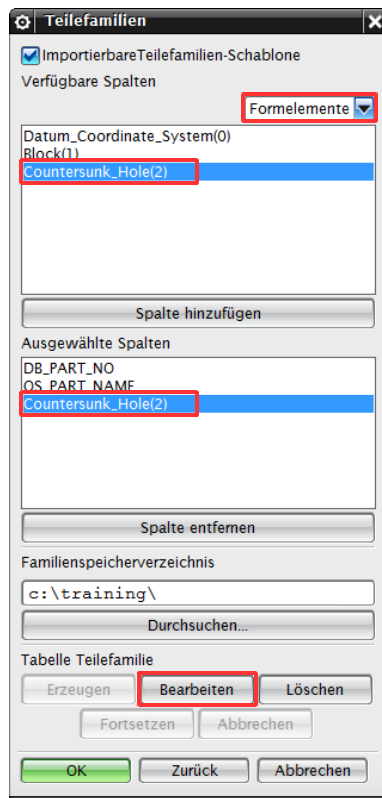 Teilefamilien
ImportierbareTeilefamilien-Schablone
Verfügbare Spalten
Formelemente
Datum_Coordinate_System(0)
Block(1)
Countersunk_Hole(2)
Spalte hinzufügen
Ausgewählte Spalten
DB_PART_NO
OS_PART_NAME
Countersunk_Hole(2)
Spalte entfernen
Familienspeicherverzeichnis
c:\training\
Durchsuchen...
Tabelle Teilefamilie
Erzeugen Bearbeiten Löschen
Fortsetzen Abbrechen
OK Zurück Abbrechen